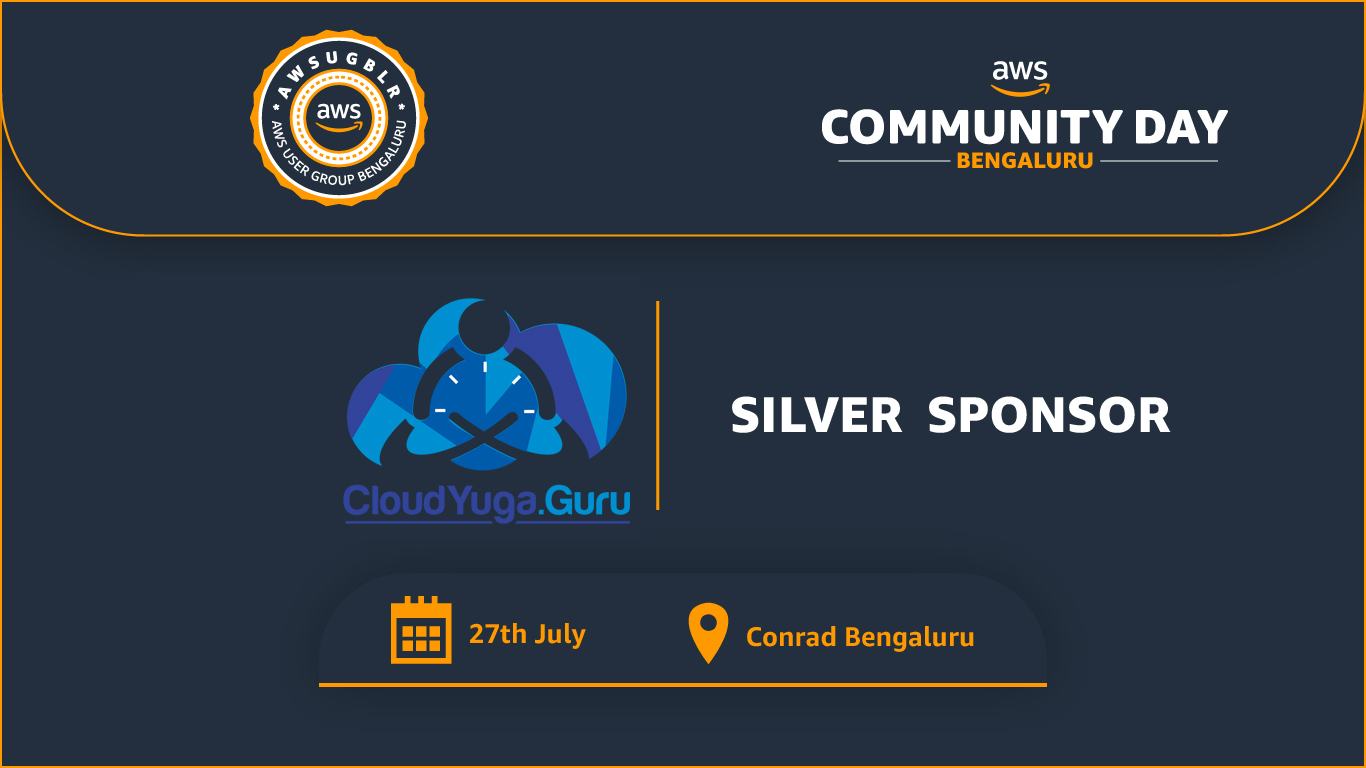 * AWSUGBLR *
aws
AWS USER GROUP BENGALURU
aws
COMMUNITY DAY
BENGALURU
CloudYuga.Guru
SILVER SPONSOR
27th July
Conrad Bengaluru